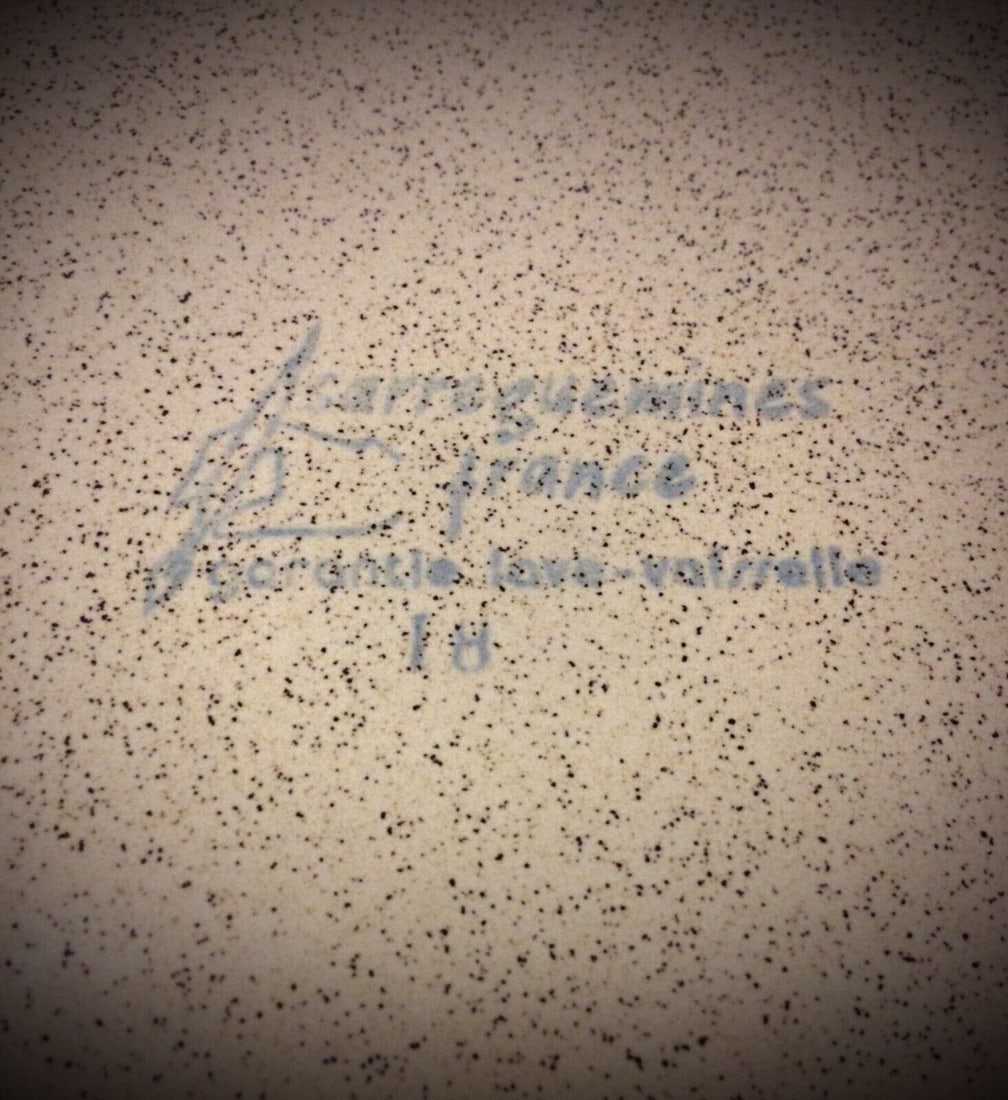 sarreguemines
france
garantie lave-vaisselle
18